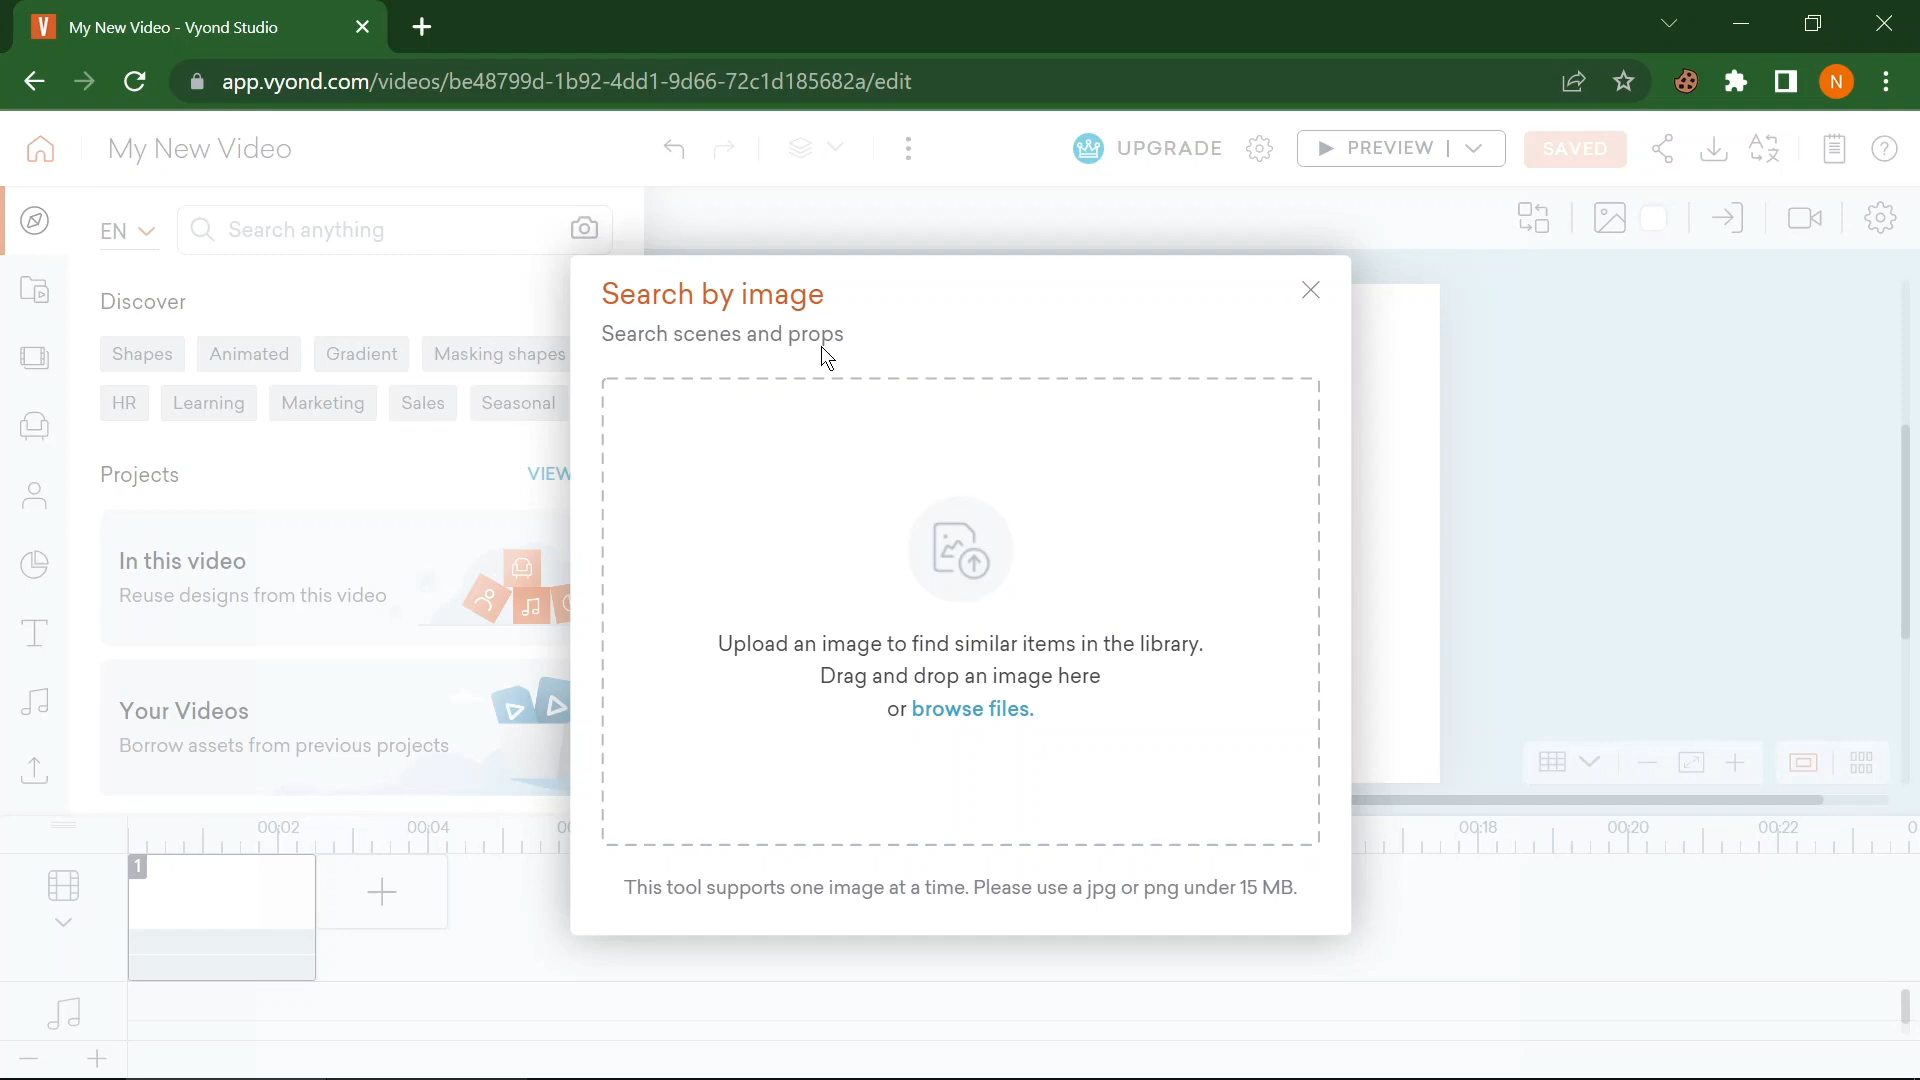 My New Video - Vyond Studio
app.vyond.com/videos/be48799d-1b92-4dd1-9d66-72c1d185682a/edit
N
My New Video
UPGRADE
PREVIEW
SAVED
EN
Search anything
Discover
Shapes
Animated
Gradient
Masking shapes
HR
Learning
Marketing
Sales
Seasonal
Projects
VIEW
In this video
Reuse designs from this video
Your Videos
Borrow assets from previous projects
Search by image
Search scenes and props
Upload an image to find similar items in the library.
Drag and drop an image here
or browse files.
This tool supports one image at a time. Please use a jpg or png under 15 MB.
00:02
00:04
00:18
00:20
00:22
1